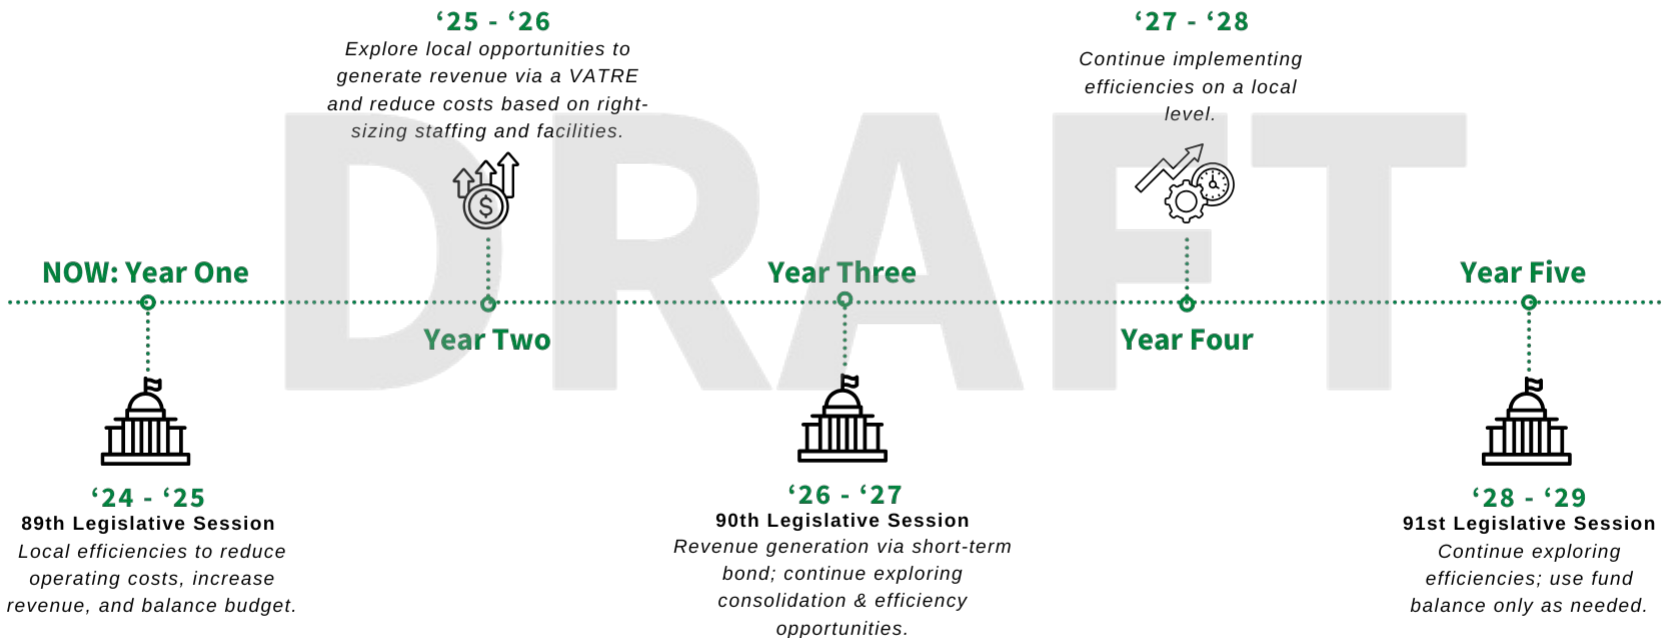 ‘25 - ‘26
Explore local opportunities to
generate revenue via a VATRE
and reduce costs based on right-
sizing staffing and facilities.
‘27 - ‘28
Continue implementing
efficiencies on a local
level.
DRAFT
NOW: Year One
Year Two
Year Three
Year Four
Year Five
‘24 - ‘25
89th Legislative Session
Local efficiencies to reduce
operating costs, increase
revenue, and balance budget.
‘26 - ‘27
90th Legislative Session
Revenue generation via short-term
bond; continue exploring
consolidation & efficiency
opportunities.
‘28 - ‘29
91st Legislative Session
Continue exploring
efficiencies; use fund
balance only as needed.
$